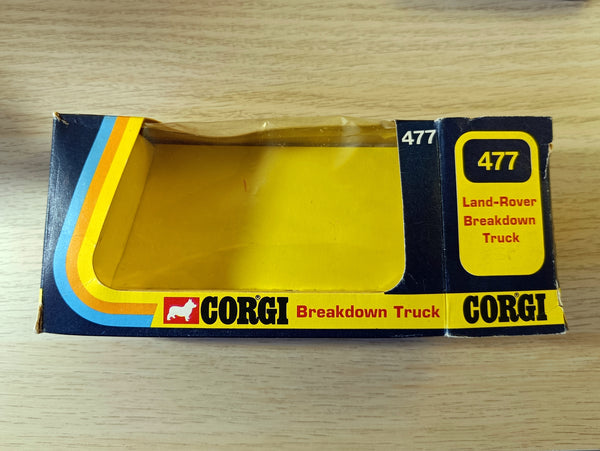 477
CORGI Breakdown Truck
477
Land-Rover
Breakdown
Truck
CORGI